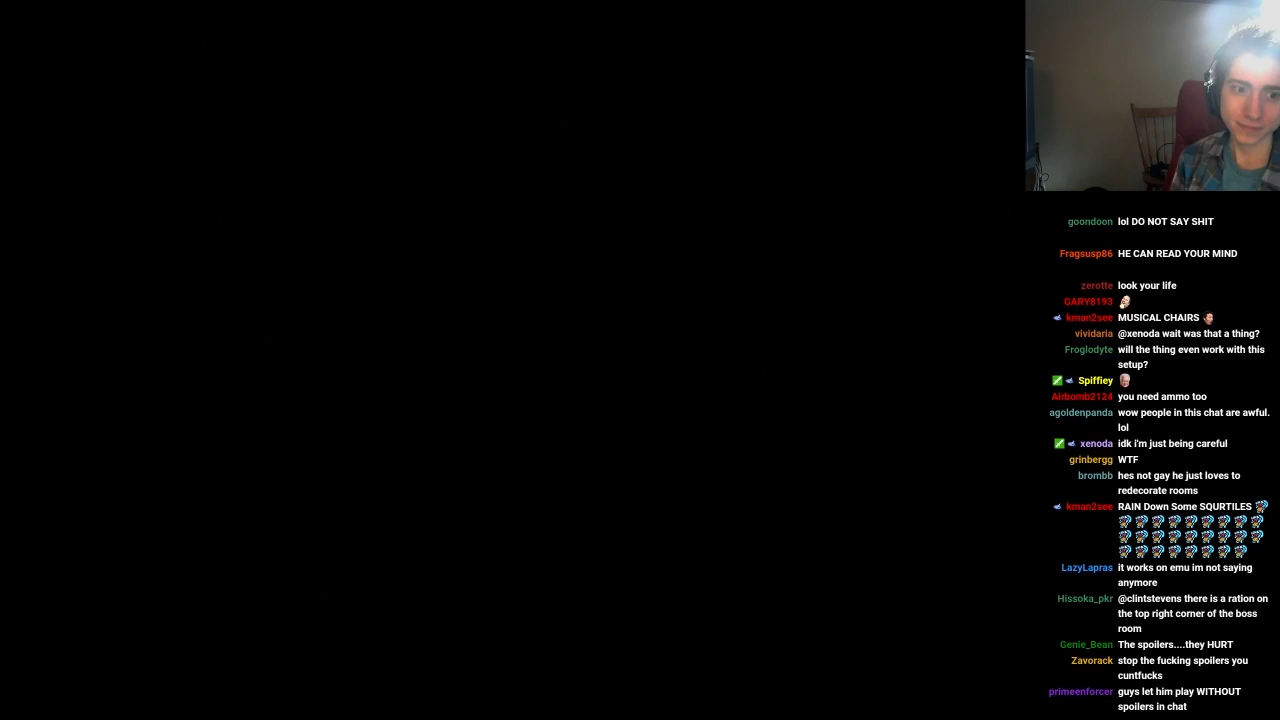 goondoon lol DO NOT SAY SHIT
Fragsusp86 HE CAN READ YOUR MIND
zerotte look your life
GARY8193
kman2see MUSICAL CHAIRS
vividaria @xenoda wait was that a thing?
Froglodyte will the thing even work with this
setup?
Spiffiey
Airbomb2124 you need ammo too
agoldenpanda wow people in this chat are awful.
lol
xenoda idk i'm just being careful
grinbergg WTF
brombb hes not gay he just loves to
redecorate rooms
kman2see RAIN Down Some SQURTILES
LazyLapras it works on emu im not saying
anymore
Hissoka_pkr @clintstevens there is a ration on
the top right corner of the boss
room
Genie_Bean The spoilers....they HURT
Zavorack stop the fucking spoilers you
cuntfucks
primeenforcer guys let him play WITHOUT
spoilers in chat